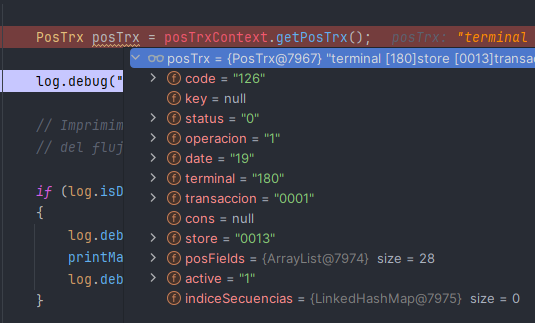 PosTrx posTrx = posTrxContext.getPosTrx();   posTrx: "terminal
posTrx = {PosTrx@7967} "terminal [180]store [0013]transac
log.debug("
code = "126"
key = null
// Imprimim
status = "0"
// del fluj
operacion = "1"
date = "19"
if (log.isD
terminal = "180"
{
transaccion = "0001"
log.deb
cons = null
printMa
store = "0013"
log.deb
posFields = {ArrayList@7974}  size = 28
}
active = "1"
indiceSecuencias = {LinkedHashMap@7975}  size = 0